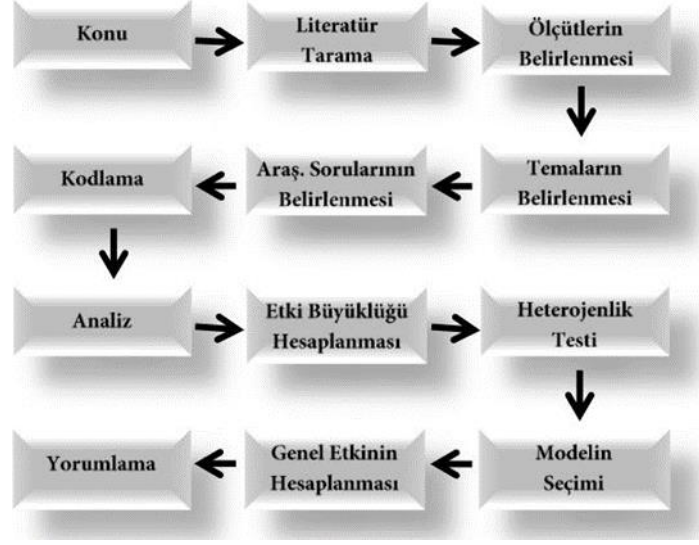 Konu
Literatür
Tarama
Ölçütlerin
Belirlenmesi
Temaların
Belirlenmesi
Araş. Sorularının
Belirlenmesi
Kodlama
Analiz
Etki Büyüklüğü
Hesaplanması
Heterojenlik
Testi
Modelin
Seçimi
Genel Etkinin
Hesaplanması
Yorumlama